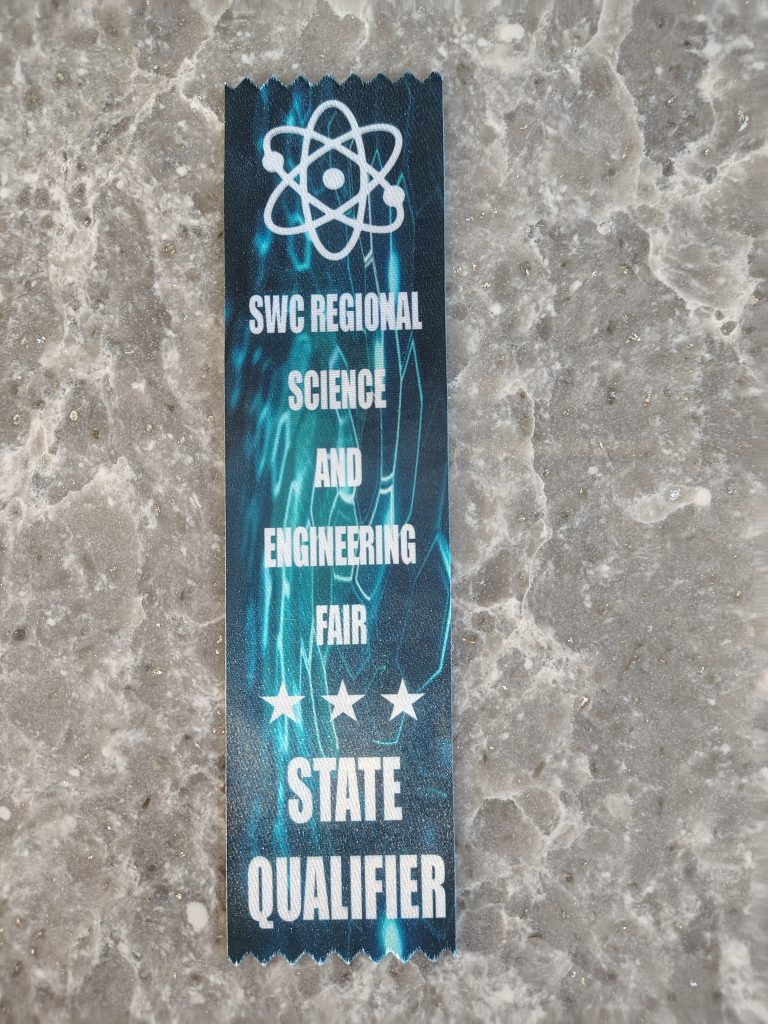 SWC REGIONAL
SCIENCE
AND
ENGINEERING
FAIR
STATE
QUALIFIER